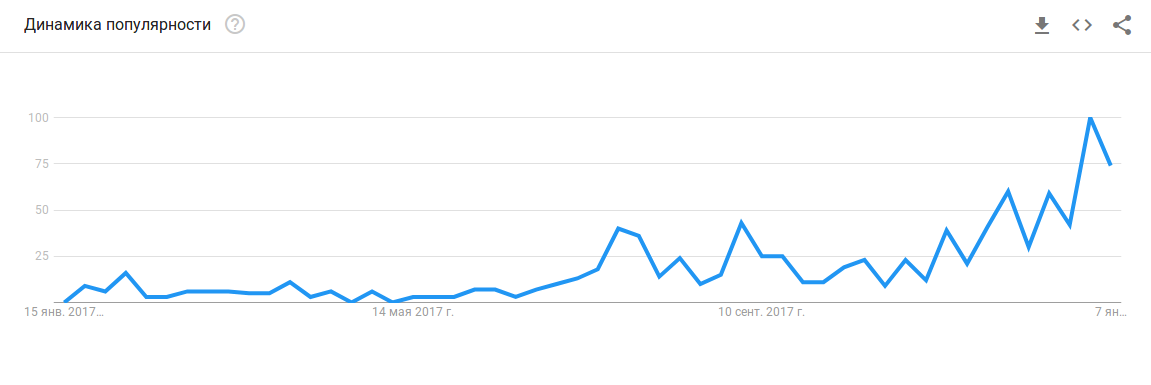 Динамика популярности ?
100
75
50
25
15 янв. 2017…
14 мая 2017 г.
10 сент. 2017 г.
7 ян…